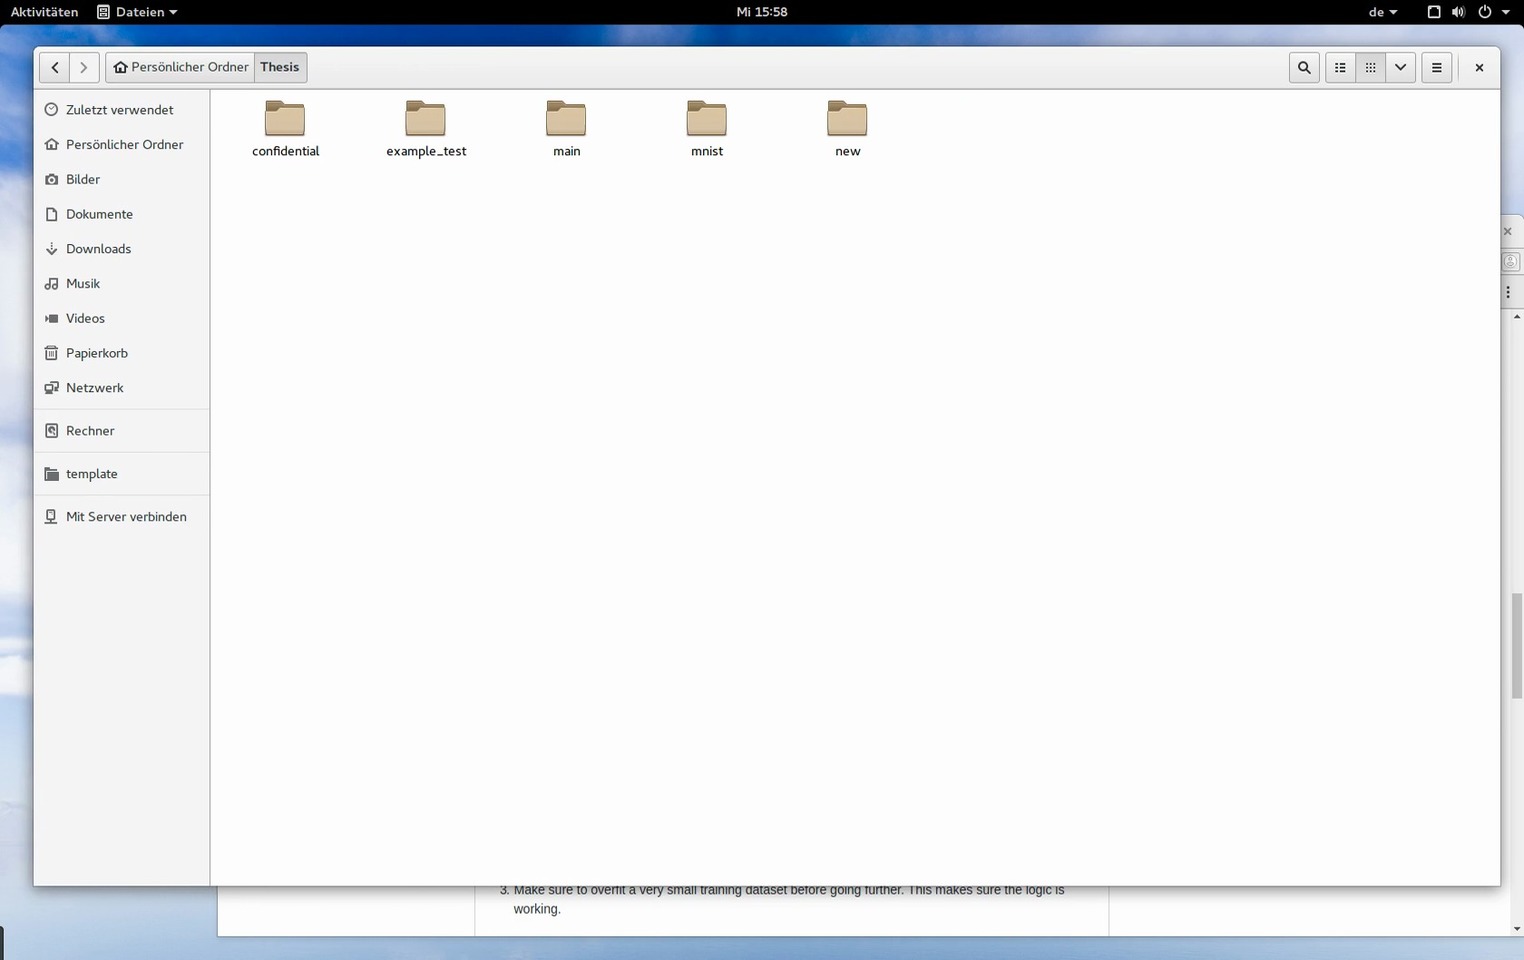 Aktivitäten Dateien Mi 15:58 de
Persönlicher Ordner Thesis
Zuletzt verwendet
Persönlicher Ordner
Bilder
Dokumente
Downloads
Musik
Videos
Papierkorb
Netzwerk
Rechner
template
Mit Server verbinden
confidential example_test main mnist new
3. Make sure to overfit a very small training dataset before going further. This makes sure the logic is
working.